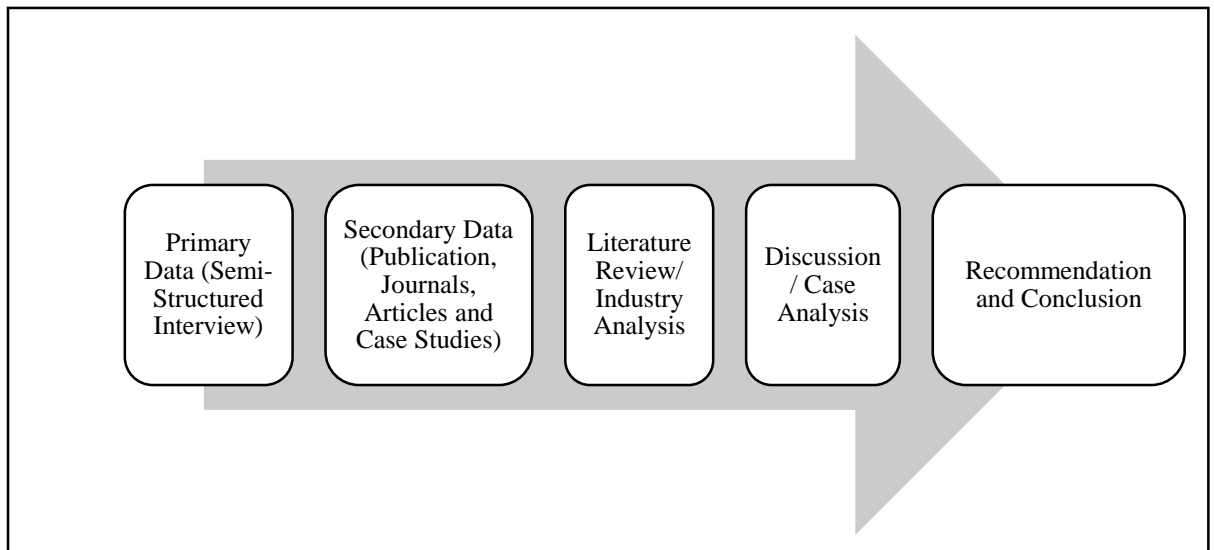 Primary
Data (Semi-
Structured
Interview)
Secondary Data
(Publication,
Journals,
Articles and
Case Studies)
Literature
Review/
Industry
Analysis
Discussion
/ Case
Analysis
Recommendation
and Conclusion